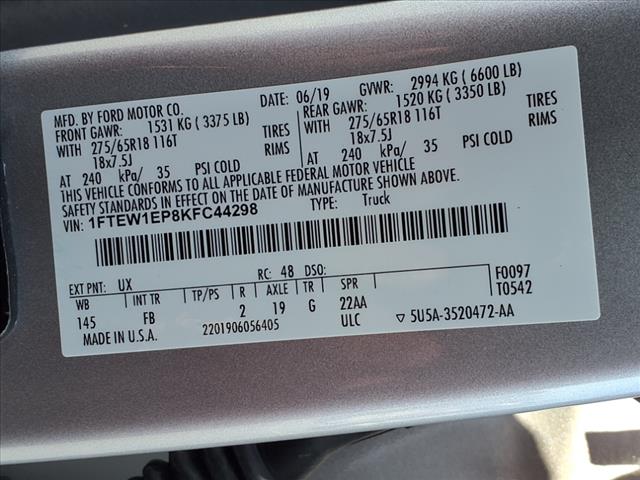 MFD. BY FORD MOTOR CO. DATE: 06/19 GVWR: 2994 KG ( 6600 LB)
FRONT GAWR: 1531 KG ( 3375 LB) REAR GAWR: 1520 KG ( 3350 LB)
WITH 275/65R18 116T TIRES WITH 275/65R18 116T TIRES
18x7.5J RIMS 18x7.5J RIMS
AT 240 kPa/ 35 PSI COLD AT 240 kPa/ 35 PSI COLD
THIS VEHICLE CONFORMS TO ALL APPLICABLE FEDERAL MOTOR VEHICLE
SAFETY STANDARDS IN EFFECT ON THE DATE OF MANUFACTURE SHOWN ABOVE.
VIN: 1FTEW1EP8KFC44298 TYPE: Truck
EXT PNT: UX RC: 48 DSO: F0097
WB INT TR TP/PS R AXLE TR SPR T0542
145 FB 2 19 G 22AA
MADE IN U.S.A. 2201906056405 ULC ▽ 5U5A-3520472-AA